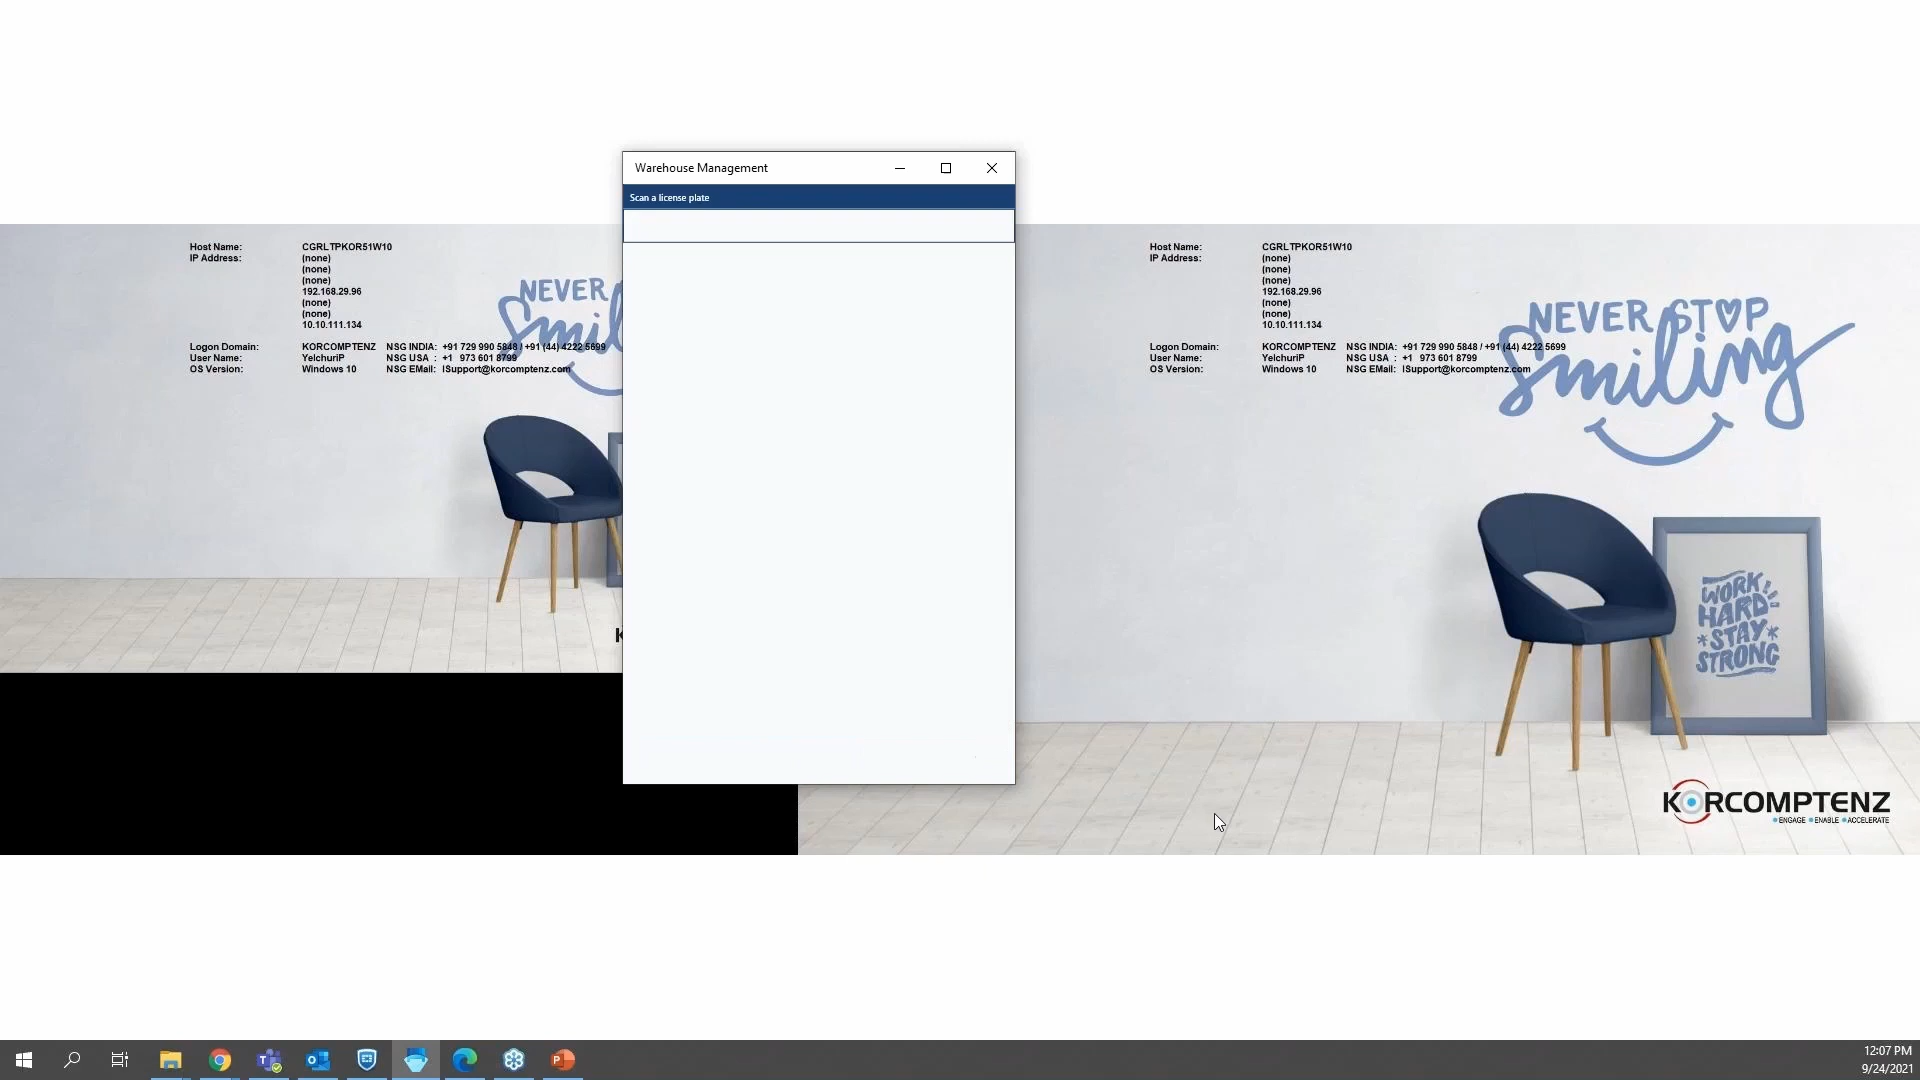 Warehouse Management
Scan a license plate
Host Name: CGRLTPKOR51W10
IP Address: (none)
(none)
(none)
192.168.29.96
(none)
(none)
10.10.111.134
Logon Domain: KORCOMPTENZ NSG INDIA: +91 729 990 5848 / +91 (44) 4222 5699
User Name: YelchuriP NSG USA : +1 973 601 8799
OS Version: Windows 10 NSG EMail: ISupport@korcomptenz.com
NEVER
Smil
K
Host Name: CGRLTPKOR51W10
IP Address: (none)
(none)
(none)
192.168.29.96
(none)
(none)
10.10.111.134
Logon Domain: KORCOMPTENZ NSG INDIA: +91 729 990 5848 / +91 (44) 4222 5699
User Name: YelchuriP NSG USA : +1 973 601 8799
OS Version: Windows 10 NSG EMail: ISupport@korcomptenz.com
NEVER STOP
Smiling
WORK
HARD
*STAY*
STRONG
KORCOMPTENZ
ENGAGE ENABLE ACCELERATE
12:07 PM
9/24/2021